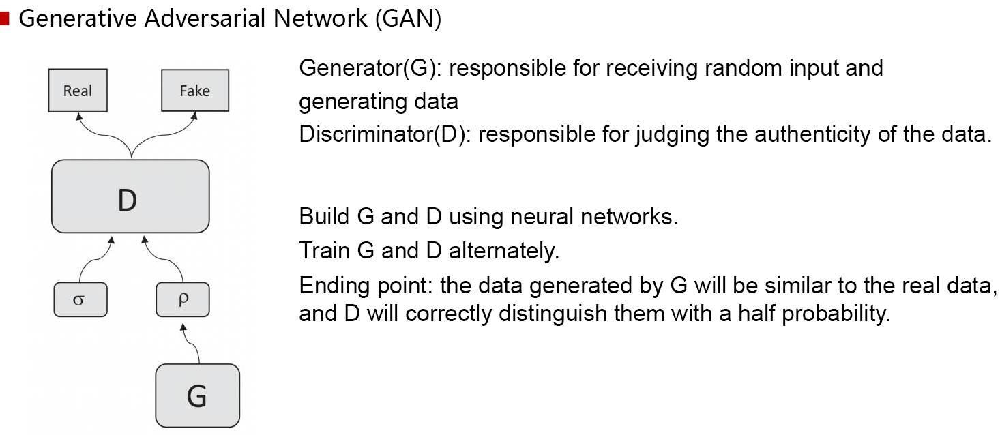 Generative Adversarial Network (GAN)
Real
Fake
D
σ
ρ
G
Generator(G): responsible for receiving random input and
generating data
Discriminator(D): responsible for judging the authenticity of the data.
Build G and D using neural networks.
Train G and D alternately.
Ending point: the data generated by G will be similar to the real data,
and D will correctly distinguish them with a half probability.